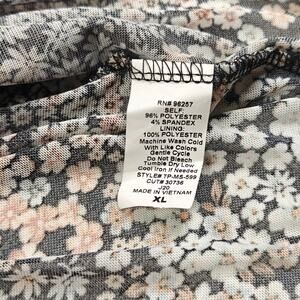 RN# 96257
SELF:
96% POLYESTER
4% SPANDEX
LINING:
100% POLYESTER
Machine Wash Cold
With Like Colors
Gentle Cycle
Do Not Bleach
Tumble Dry Low
Cool Iron if Needed
STYLE# TP-M5-599
CUT# 30736
J20
MADE IN VIETNAM
XL